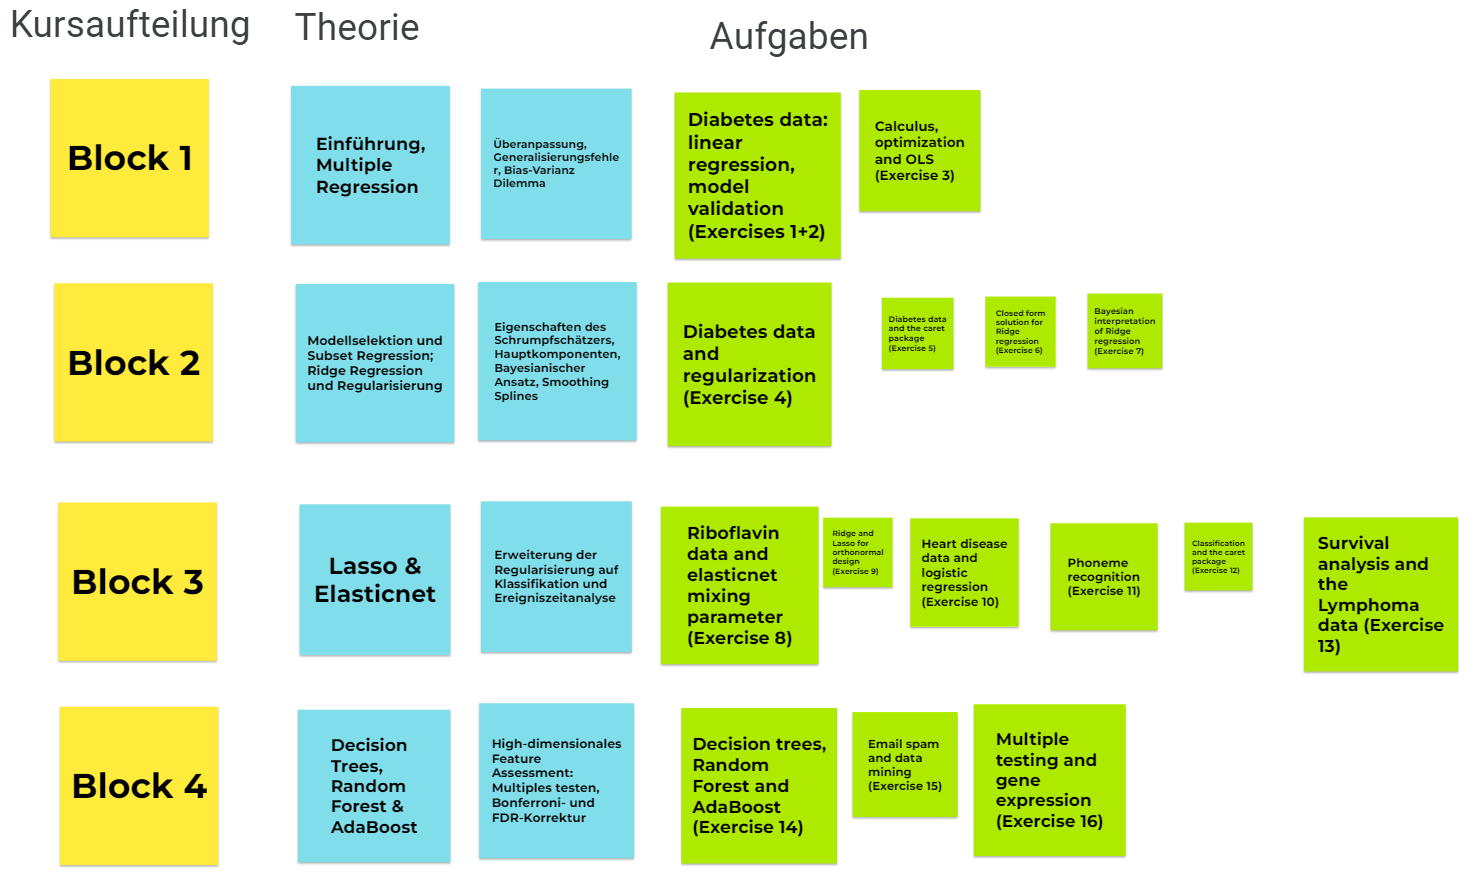 Kursaufteilung
Theorie
Aufgaben
Block 1
Einführung,
Multiple
Regression
Überanpassung,
Generalisierungsfehle
r, Bias-Varianz
Dilemma
Diabetes data:
linear
regression,
model
validation
(Exercises 1+2)
Calculus,
optimization
and OLS
(Exercise 3)
Block 2
Modellselektion und
Subset Regression;
Ridge Regression
und Regularisierung
Eigenschaften des
Schrumpfschätzers,
Hauptkomponenten,
Bayesianischer
Ansatz, Smoothing
Splines
Diabetes data
and
regularization
(Exercise 4)
Diabetes data
and the caret
package
(Exercise 5)
Closed form
solution for
Ridge
regression
(Exercise 6)
Bayesian
interpretation
of Ridge
regression
(Exercise 7)
Block 3
Lasso &
Elasticnet
Erweiterung der
Regularisierung auf
Klassifikation und
Ereigniszeitanalyse
Riboflavin
data and
elasticnet
mixing
parameter
(Exercise 8)
Ridge and
Lasso for
orthonormal
design
(Exercise 9)
Heart disease
data and
logistic
regression
(Exercise 10)
Phoneme
recognition
(Exercise 11)
Classification
and the caret
package
(Exercise 12)
Survival
analysis and
the
Lymphoma
data (Exercise
13)
Block 4
Decision
Trees,
Random
Forest &
AdaBoost
High-dimensionales
Feature
Assessment:
Multiples testen,
Bonferroni- und
FDR-Korrektur
Decision trees,
Random
Forest and
AdaBoost
(Exercise 14)
Email spam
and data
mining
(Exercise 15)
Multiple
testing and
gene
expression
(Exercise 16)